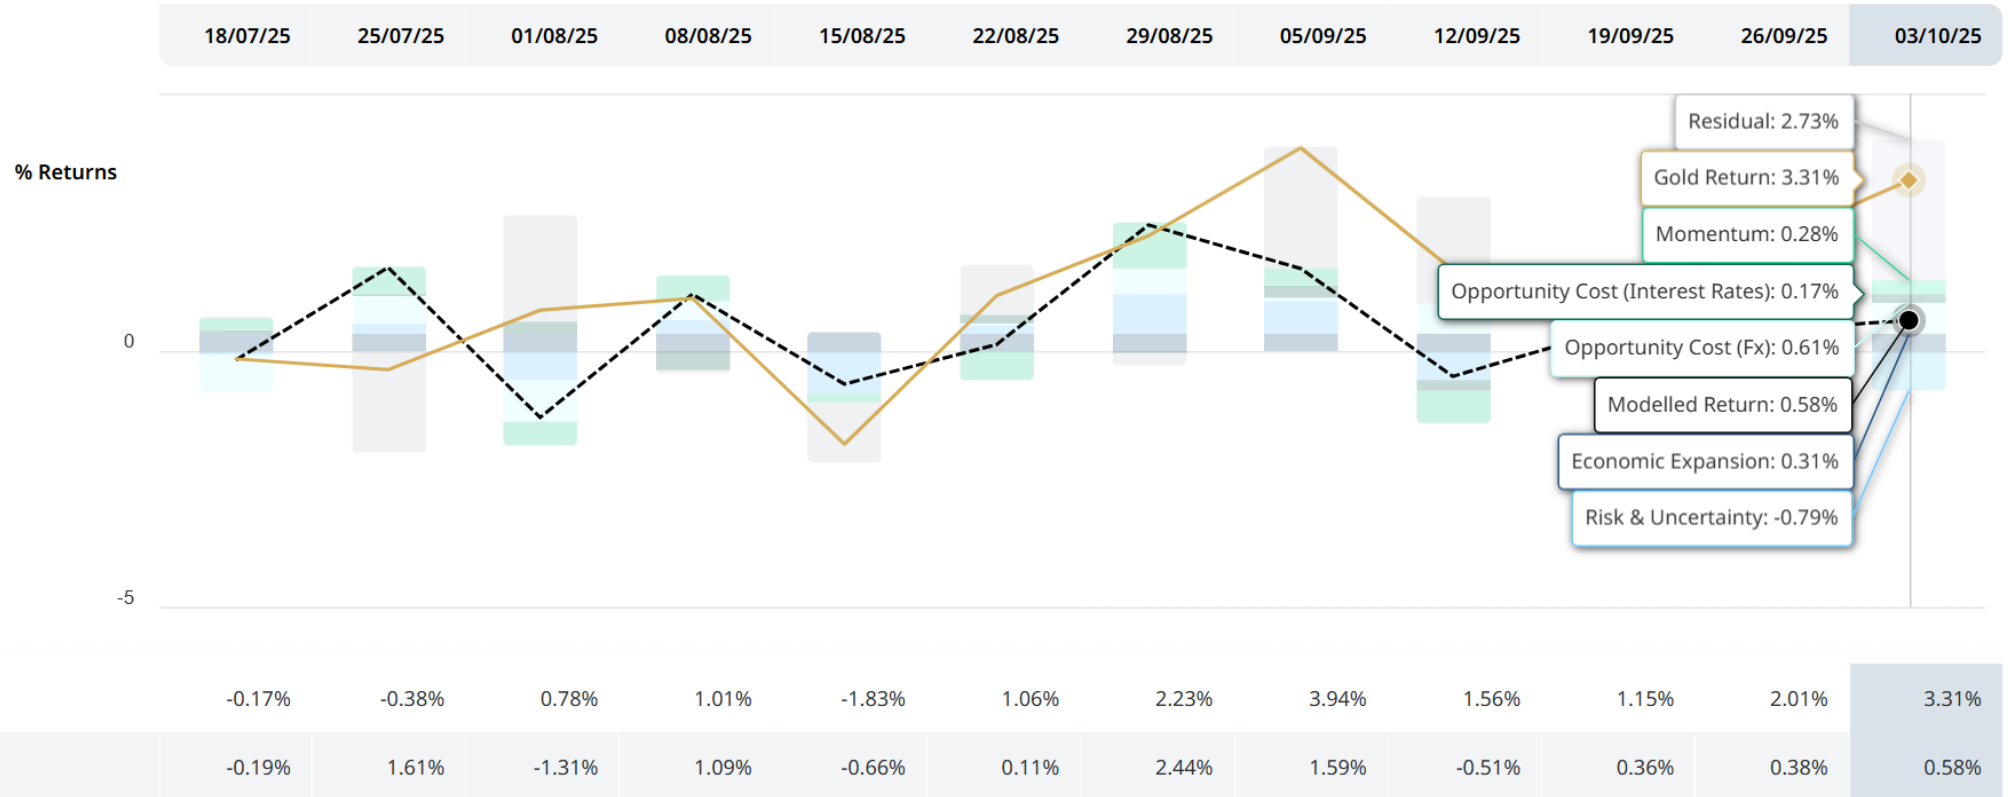 18/07/25 25/07/25 01/08/25 08/08/25 15/08/25 22/08/25 29/08/25 05/09/25 12/09/25 19/09/25 26/09/25 03/10/25
% Returns
Residual: 2.73%
Gold Return: 3.31%
Momentum: 0.28%
Opportunity Cost (Interest Rates): 0.17%
0
Opportunity Cost (Fx): 0.61%
Modelled Return: 0.58%
Economic Expansion: 0.31%
Risk & Uncertainty: -0.79%
-5
-0.17% -0.38% 0.78% 1.01% -1.83% 1.06% 2.23% 3.94% 1.56% 1.15% 2.01% 3.31%
-0.19% 1.61% -1.31% 1.09% -0.66% 0.11% 2.44% 1.59% -0.51% 0.36% 0.38% 0.58%